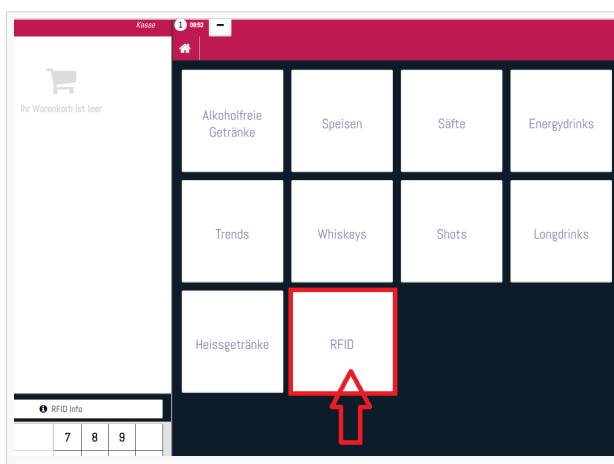 Kasse
1 08:52
Ihr Warenkorb ist leer
Alkoholfreie
Getränke
Speisen
Säfte
Energydrinks
Trends
Whiskeys
Shots
Longdrinks
Heissgetränke
RFID
RFID Info
7 8 9